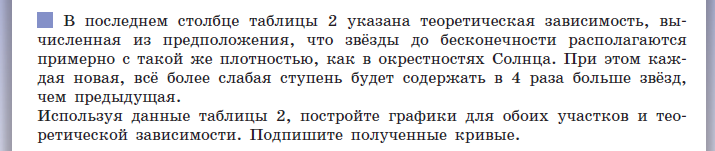 В последнем столбце таблицы 2 указана теоретическая зависимость, вы-
численная из предположения, что звёзды до бесконечности располагаются
примерно с такой же плотностью, как в окрестностях Солнца. При этом каж-
дая новая, всё более слабая ступень будет содержать в 4 раза больше звёзд,
чем предыдущая.
Используя данные таблицы 2, постройте графики для обоих участков и тео-
ретической зависимости. Подпишите полученные кривые.